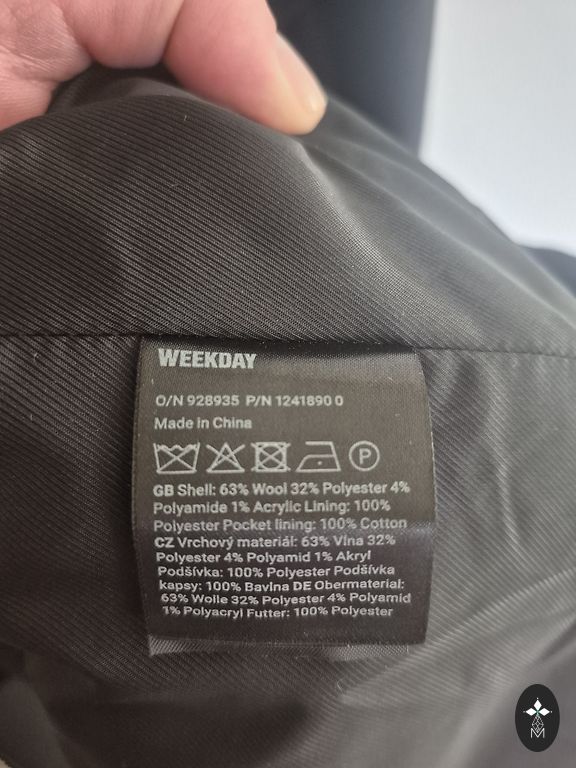 WEEKDAY
O/N 928935 P/N 1241890 0
Made in China
P
GB Shell: 63% Wool 32% Polyester 4%
Polyamide 1% Acrylic Lining: 100%
Polyester Pocket lining: 100% Cotton
CZ Vrchový materiál: 63% Vlna 32%
Polyester 4% Polyamid 1% Akryl
Podšívka: 100% Polyester Podšívka
kapsy: 100% Bavlna DE Obermaterial:
63% Wolle 32% Polyester 4% Polyamid
1% Polyacryl Futter: 100% Polyester
M